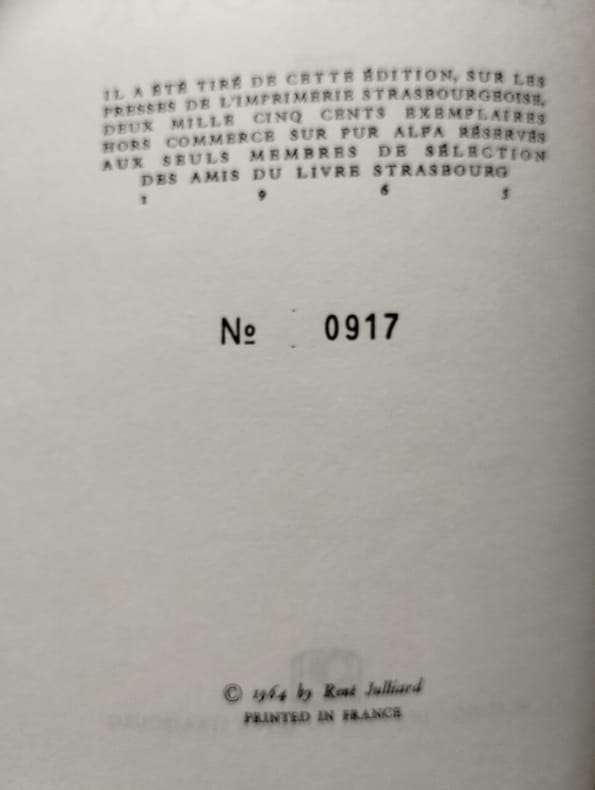 IL A ÉTÉ TIRÉ DE CETTE ÉDITION, SUR LES
PRESSES DE L'IMPRIMERIE STRASBOURGEOISE,
DEUX MILLE CINQ CENTS EXEMPLAIRES
HORS COMMERCE SUR PUR ALFA RÉSERVÉS
AUX SEULS MEMBRES DE SÉLECTION
DES AMIS DU LIVRE STRASBOURG
1 9 6 5
Nº 0917
© 1964 by René Julliard
PRINTED IN FRANCE